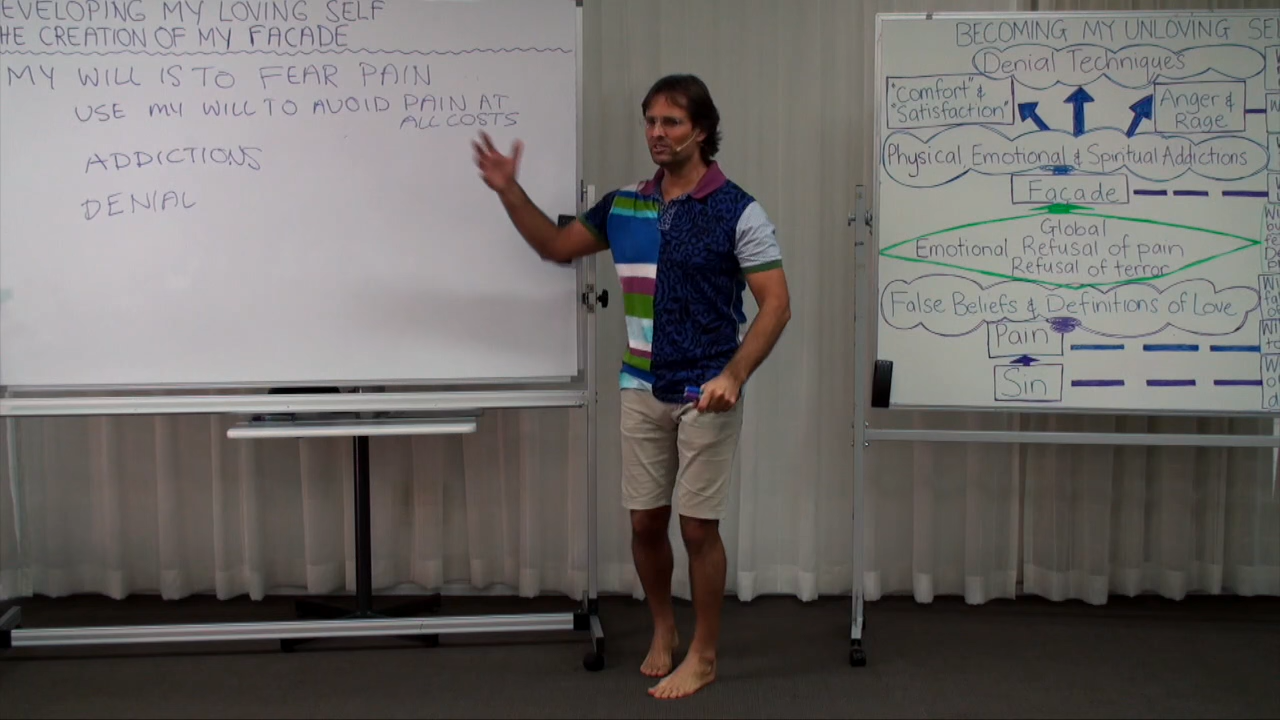 EVELOPING MY LOVING SELF
HE CREATION OF MY FACADE
MY WILL IS TO FEAR PAIN
USE MY WILL TO AVOID PAIN AT
ALL COSTS
ADDICTIONS
DENIAL
BECOMING MY UNLOVING SE
Denial Techniques
"Comfort" &
"Satisfaction"
Anger &
Rage
Physical, Emotional & Spiritual Addictions
Facade
Global
Emotional Refusal of pain
Refusal of terror
False Beliefs & Definitions of Love
Pain
Sin